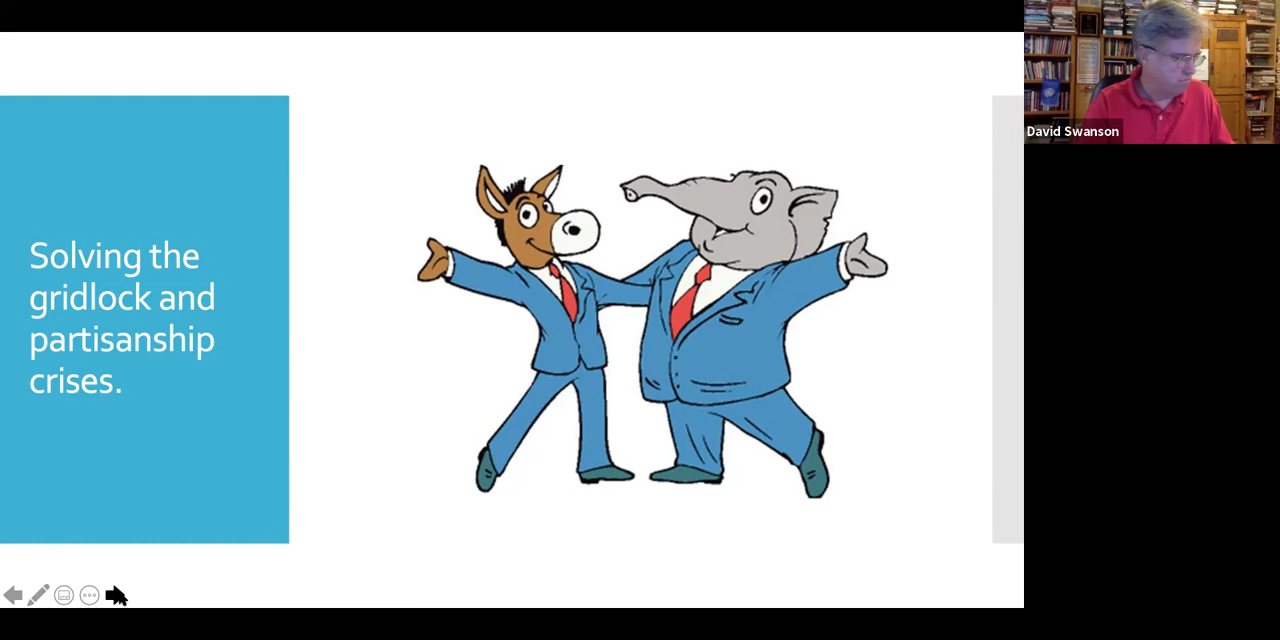 Solving the
gridlock and
partisanship
crises.
David Swanson